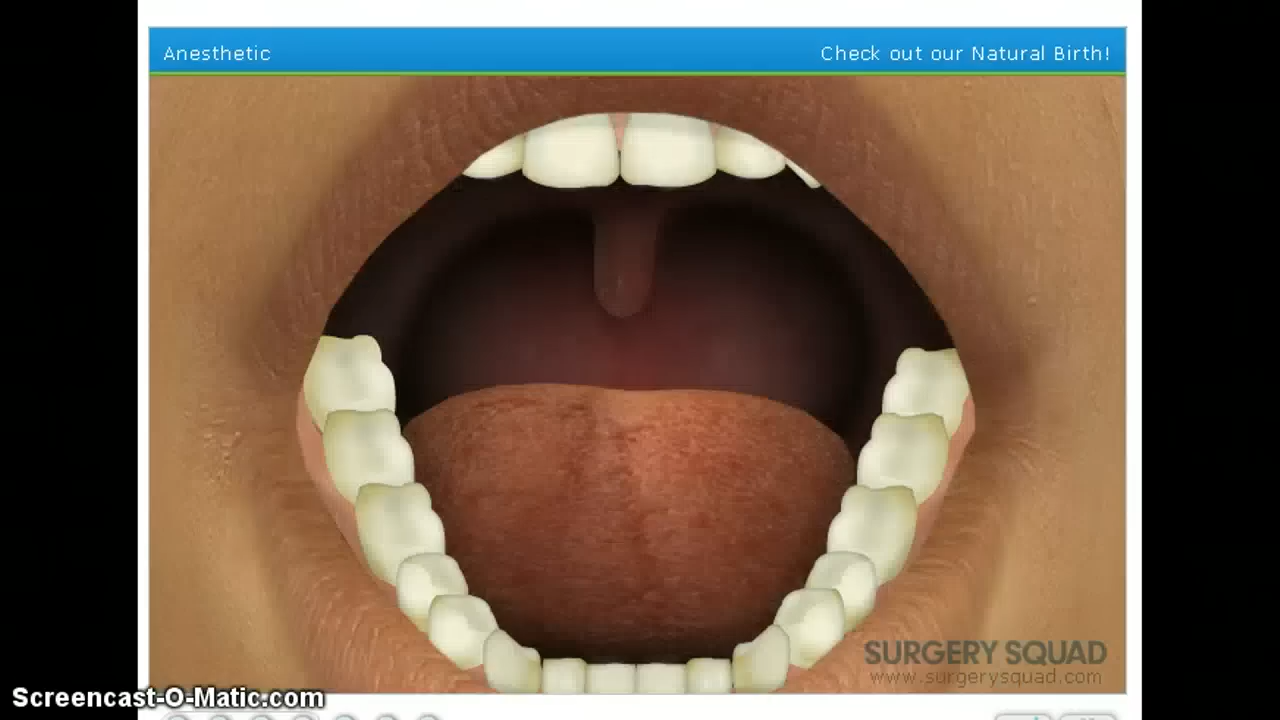 Anesthetic
Check out our Natural Birth!
SURGERY SQUAD
www.surgerysquad.com
Screencast-O-Matic.com